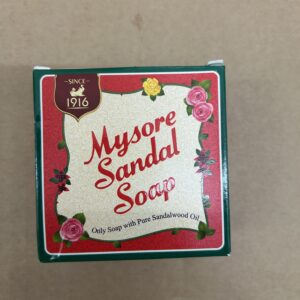 ~SINCE~
1916
Mysore
Sandal
Soap
Only Soap with Pure Sandalwood Oil